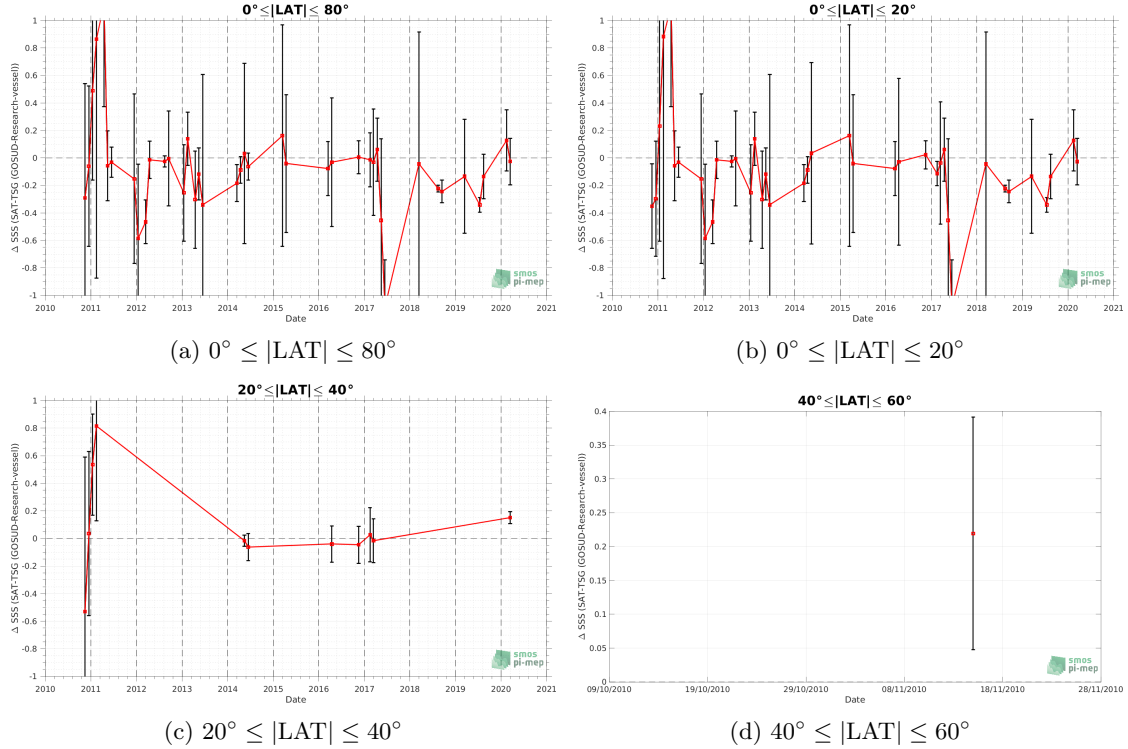 0°≤|LAT|≤ 80°
Δ SSS (SAT-TSG (GOSUD-Research-vessel))
1
0.8
0.6
0.4
0.2
0
-0.2
-0.4
-0.6
-0.8
-1
2010 2011 2012 2013 2014 2015 2016 2017 2018 2019 2020 2021
Date
smos
pi-mep
(a) 0° ≤ |LAT| ≤ 80°
0°≤|LAT|≤ 20°
Δ SSS (SAT-TSG (GOSUD-Research-vessel))
1
0.8
0.6
0.4
0.2
0
-0.2
-0.4
-0.6
-0.8
-1
2010 2011 2012 2013 2014 2015 2016 2017 2018 2019 2020 2021
Date
smos
pi-mep
(b) 0° ≤ |LAT| ≤ 20°
20°≤|LAT|≤ 40°
Δ SSS (SAT-TSG (GOSUD-Research-vessel))
1
0.8
0.6
0.4
0.2
0
-0.2
-0.4
-0.6
-0.8
-1
2010 2011 2012 2013 2014 2015 2016 2017 2018 2019 2020 2021
Date
smos
pi-mep
(c) 20° ≤ |LAT| ≤ 40°
40°≤|LAT|≤ 60°
Δ SSS (SAT-TSG (GOSUD-Research-vessel))
0.4
0.35
0.3
0.25
0.2
0.15
0.1
0.05
0
09/10/2010 19/10/2010 29/10/2010 08/11/2010 18/11/2010 28/11/2010
Date
smos
pi-mep
(d) 40° ≤ |LAT| ≤ 60°